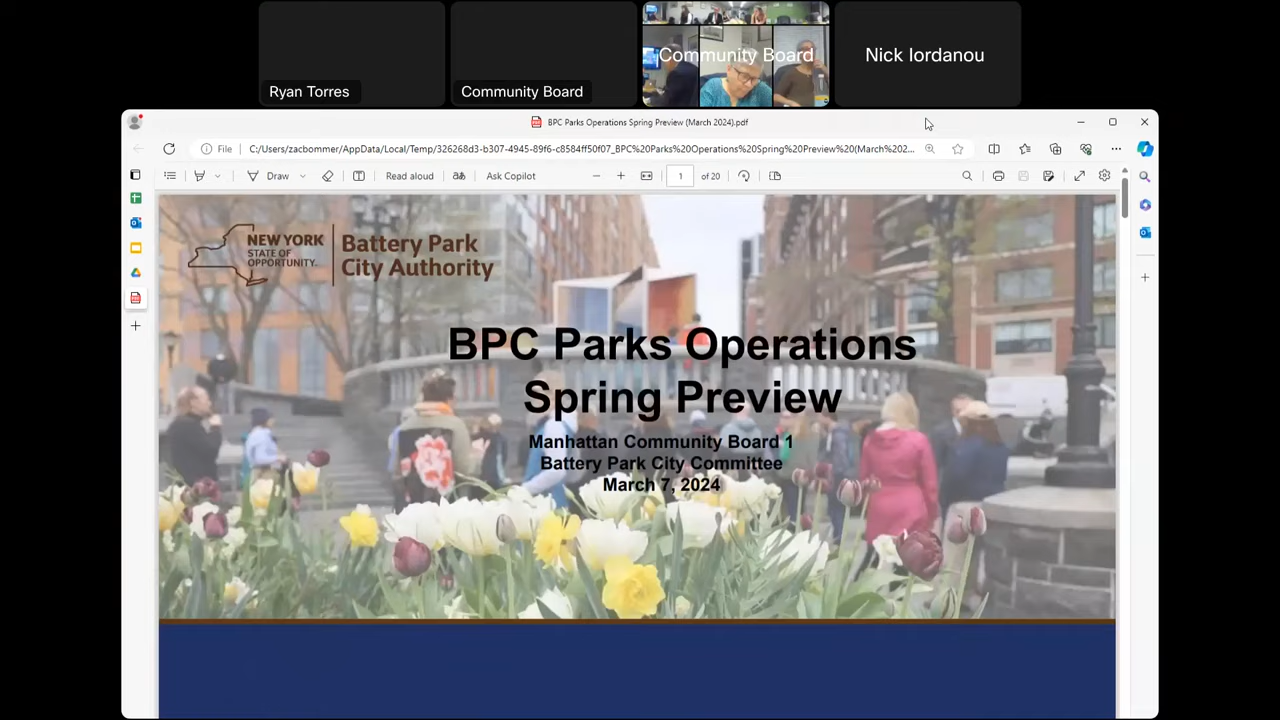 Ryan Torres
Community Board
Community Board
Nick Iordanou
BPC Parks Operations Spring Preview (March 2024).pdf
File
C:/Users/zacbommer/AppData/Local/Temp/326268d3-b307-4945-89f6-c8584ff50f07_BPC%20Parks%20Operations%20Spring%20Preview%20(March%202...
Draw
Read aloud
aあ
Ask Copilot
1
of 20
NEW YORK
STATE OF
OPPORTUNITY.
Battery Park
City Authority
BPC Parks Operations
Spring Preview
Manhattan Community Board 1
Battery Park City Committee
March 7, 2024